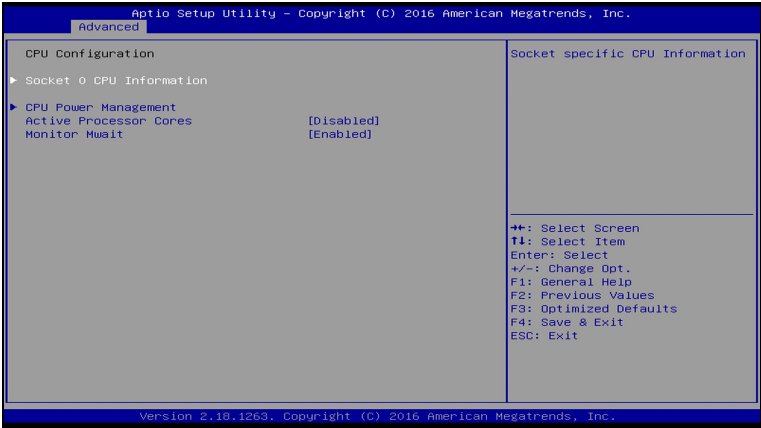 Aptio Setup Utility – Copyright (C) 2016 American Megatrends, Inc.
Advanced
CPU Configuration
▶ Socket 0 CPU Information
▶ CPU Power Management
Active Processor Cores [Disabled]
Monitor Mwait [Enabled]
Socket specific CPU Information
→←: Select Screen
↑↓: Select Item
Enter: Select
+/-: Change Opt.
F1: General Help
F2: Previous Values
F3: Optimized Defaults
F4: Save & Exit
ESC: Exit
Version 2.18.1263. Copyright (C) 2016 American Megatrends, Inc.